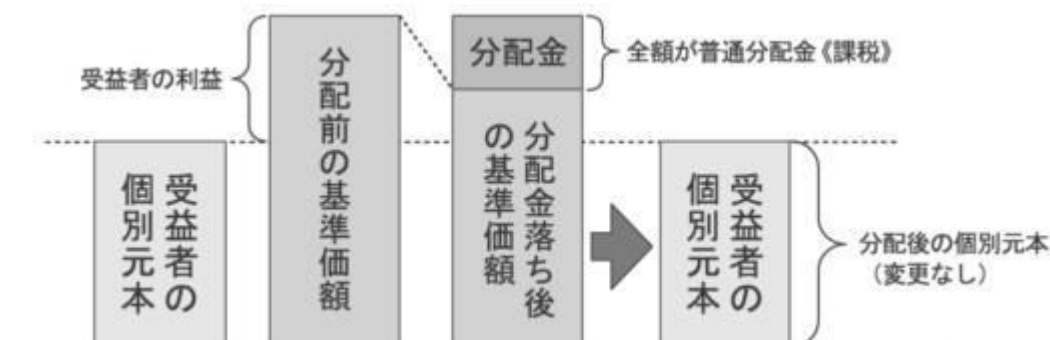 受益者の利益
受益者の
個別元本
分配前の基準価額
分配金
全額が普通分配金《課税》
分配金落ち後
の基準価額
受益者の
個別元本
分配後の個別元本
（変更なし）